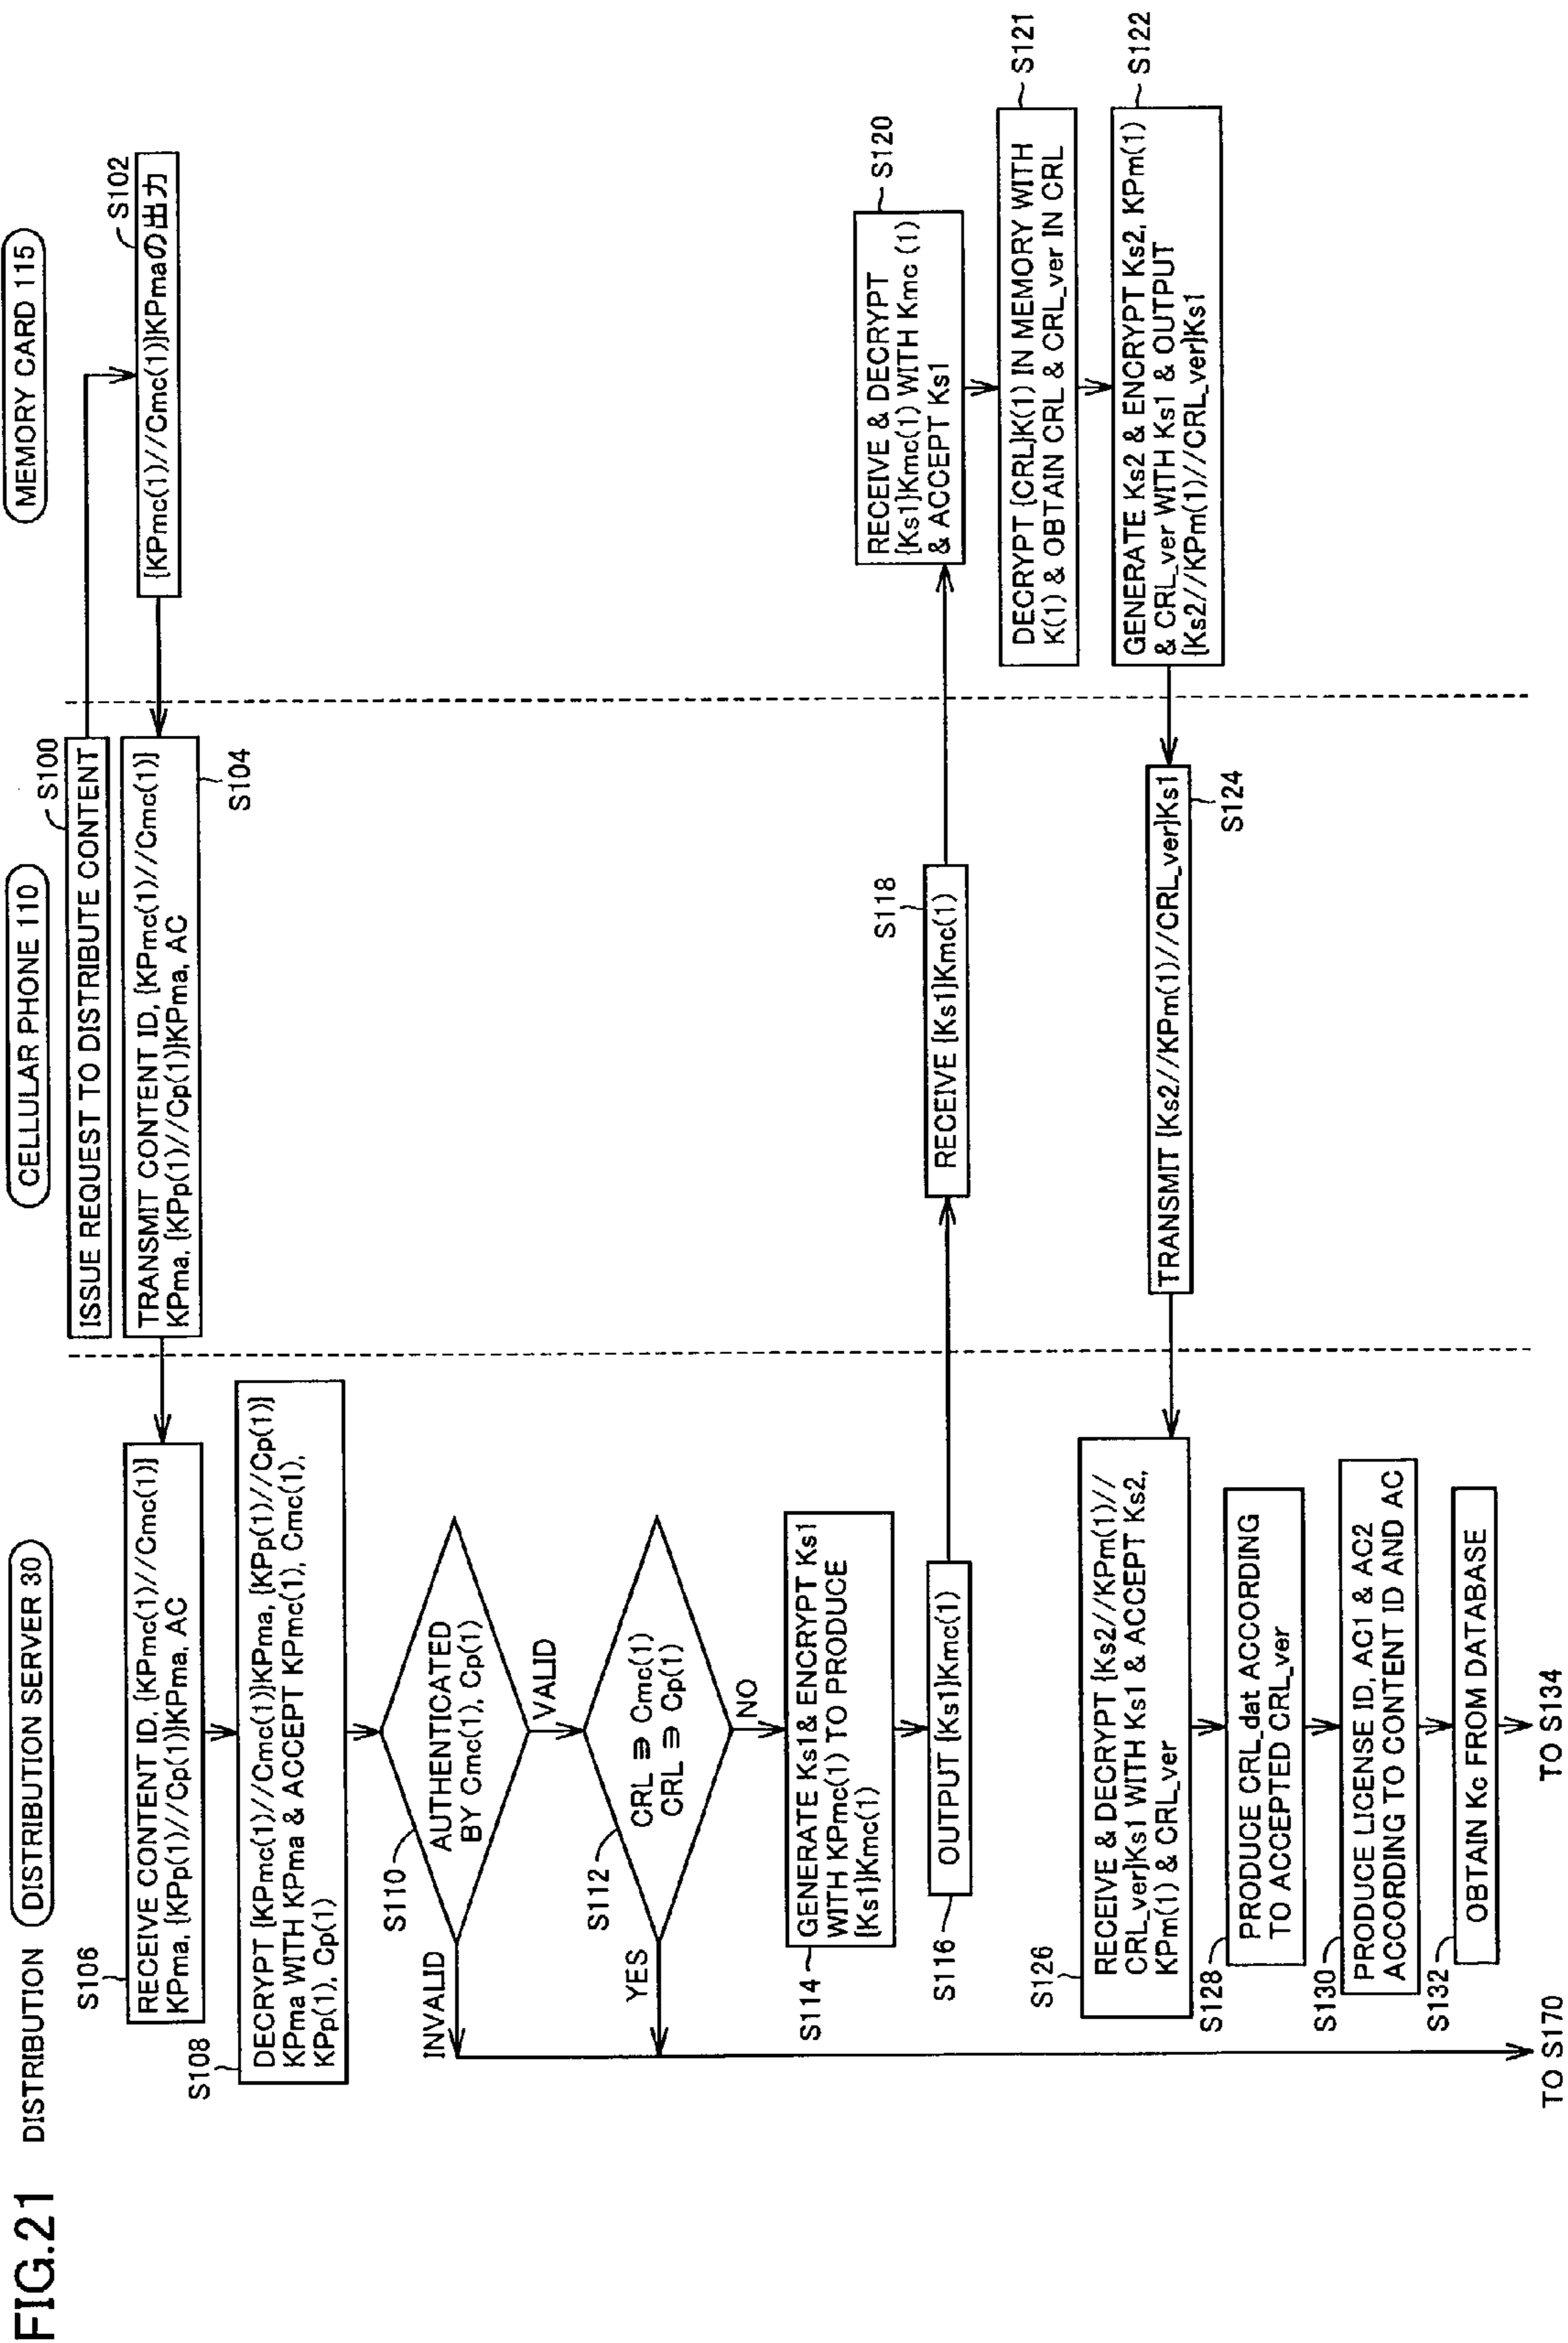 FIG.21
DISTRIBUTION
DISTRIBUTION SERVER 30
CELLULAR PHONE 110
MEMORY CARD 115
S100
ISSUE REQUEST TO DISTRIBUTE CONTENT
S102
{KPmc(1)//Cmc(1)}KPmaの出力
TRANSMIT CONTENT ID, {KPmc(1)//Cmc(1)}
KPma, {KPp(1)//Cp(1)}KPma, AC
S104
S106
RECEIVE CONTENT ID, {KPmc(1)//Cmc(1)}
KPma, {KPp(1)//Cp(1)}KPma, AC
S108
DECRYPT {KPmc(1)//Cmc(1)}KPma, {KPp(1)//Cp(1)}
KPma WITH KPma & ACCEPT KPmc(1), Cmc(1),
KPp(1), Cp(1)
S110
AUTHENTICATED
BY Cmc(1), Cp(1)
INVALID
VALID
S112
CRL ∋ Cmc(1)
CRL ∋ Cp(1)
YES
NO
S114
GENERATE Ks1& ENCRYPT Ks1
WITH KPmc(1) TO PRODUCE
{Ks1}Kmc(1)
S116
OUTPUT {Ks1}Kmc(1)
S118
RECEIVE {Ks1}Kmc(1)
S120
RECEIVE & DECRYPT
{Ks1}Kmc(1) WITH Kmc (1)
& ACCEPT Ks1
S121
DECRYPT {CRL}K(1) IN MEMORY WITH
K(1) & OBTAIN CRL & CRL_ver IN CRL
S122
GENERATE Ks2 & ENCRYPT Ks2, KPm(1)
& CRL_ver WITH Ks1 & OUTPUT
{Ks2//KPm(1)//CRL_ver}Ks1
TRANSMIT {Ks2//KPm(1)//CRL_ver}Ks1
S124
S126
RECEIVE & DECRYPT {Ks2//KPm(1)//
CRL_ver}Ks1 WITH Ks1 & ACCEPT Ks2,
KPm(1) & CRL_ver
S128
PRODUCE CRL_dat ACCORDING
TO ACCEPTED CRL_ver
S130
PRODUCE LICENSE ID, AC1 & AC2
ACCORDING TO CONTENT ID AND AC
S132
OBTAIN Kc FROM DATABASE
TO S170
TO S134